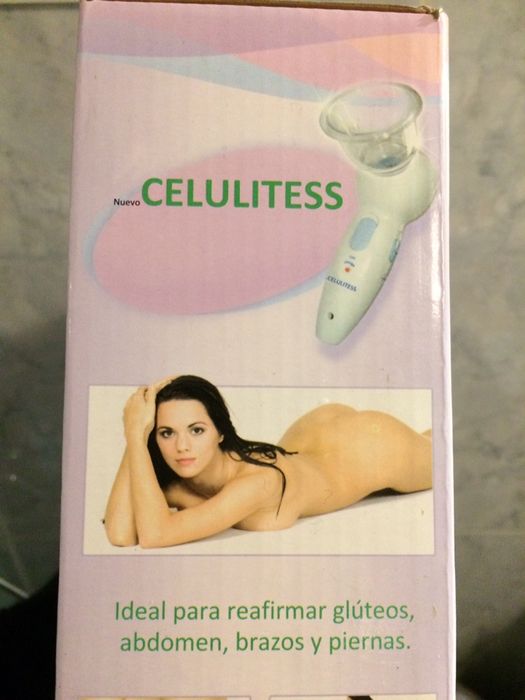 Nuevo CELULITESS
CELULITESS
Ideal para reafirmar glúteos,
abdomen, brazos y piernas.